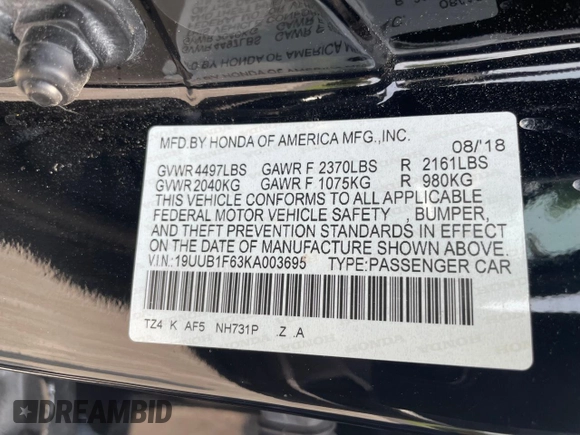 MFD.BY HONDA OF AMERICA MFG.,INC. 08/'18
GVWR 4497LBS GAWR F 2370LBS R 2161LBS
GVWR 2040KG GAWR F 1075KG R 980KG
THIS VEHICLE CONFORMS TO ALL APPLICABLE
FEDERAL MOTOR VEHICLE SAFETY , BUMPER,
AND THEFT PREVENTION STANDARDS IN EFFECT
ON THE DATE OF MANUFACTURE SHOWN ABOVE.
V.I.N.:19UUB1F63KA003695 TYPE:PASSENGER CAR
TZ4 K AF5 NH731P .Z .A
DREAMBID